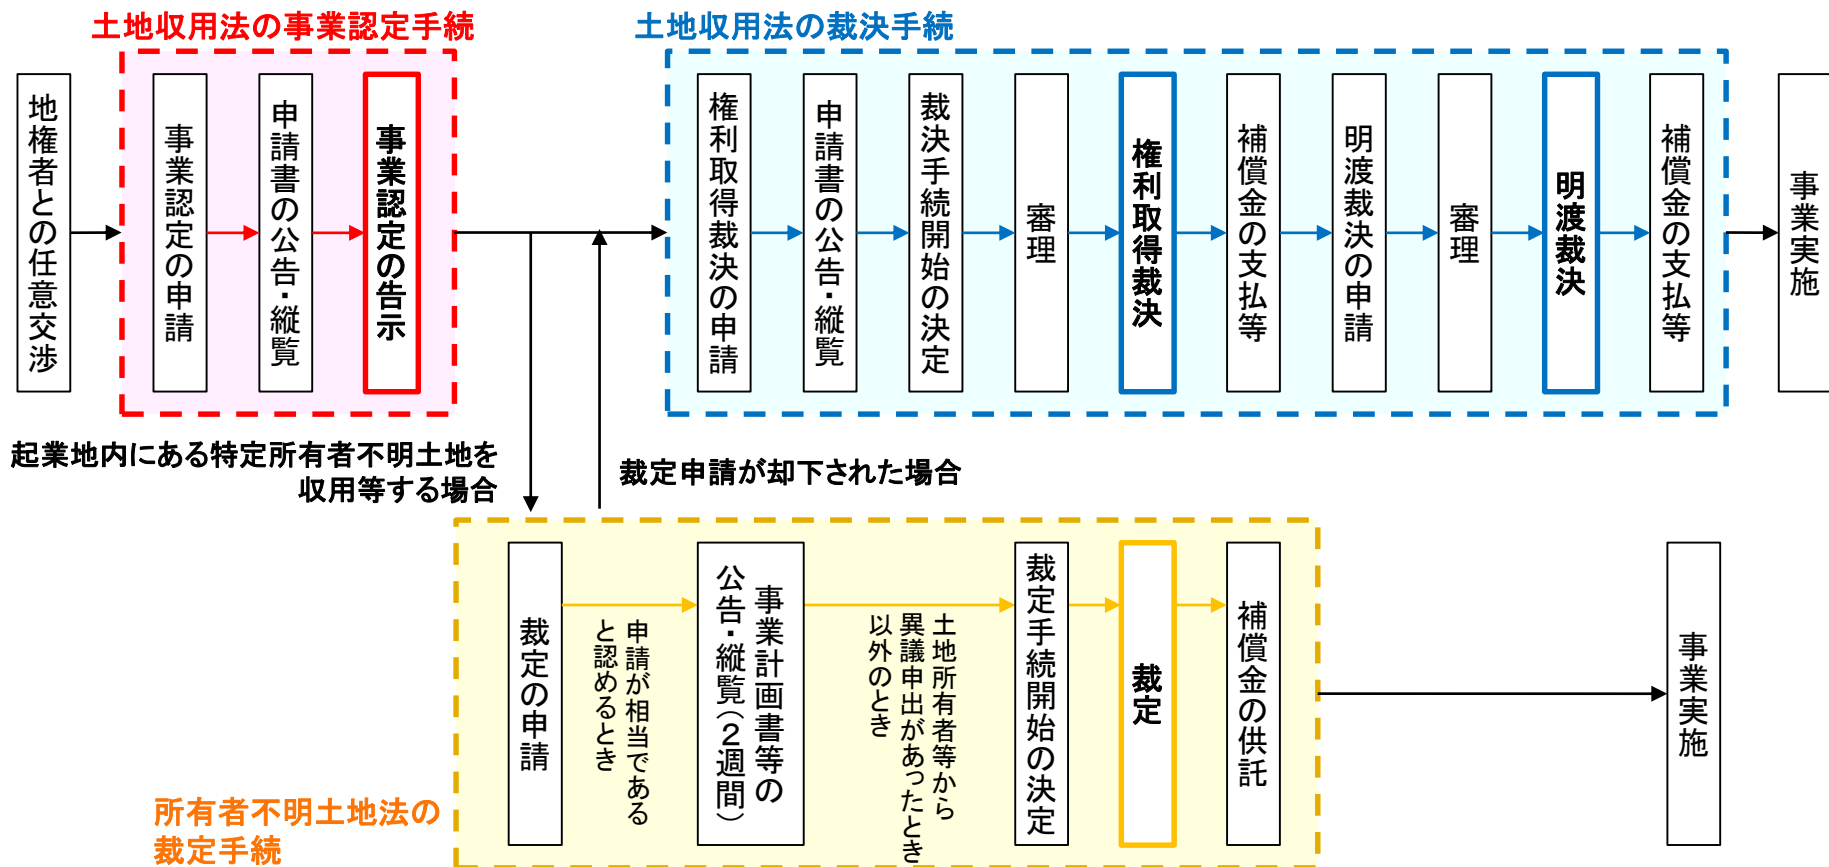 土地収用法の事業認定手続
土地収用法の裁決手続
地権者との任意交渉
事業認定の申請
申請書の公告・縦覧
事業認定の告示
権利取得裁決の申請
申請書の公告・縦覧
裁決手続開始の決定
審理
権利取得裁決
補償金の支払等
明渡裁決の申請
審理
明渡裁決
補償金の支払等
事業実施
起業地内にある特定所有者不明土地を
収用等する場合
裁定申請が却下された場合
裁定の申請
申請が相当である
と認めるとき
事業計画書等の
公告・縦覧（２週間）
土地所有者等から
異議申出があったとき
以外のとき
裁定手続開始の決定
裁定
補償金の供託
事業実施
所有者不明土地法の
裁定手続